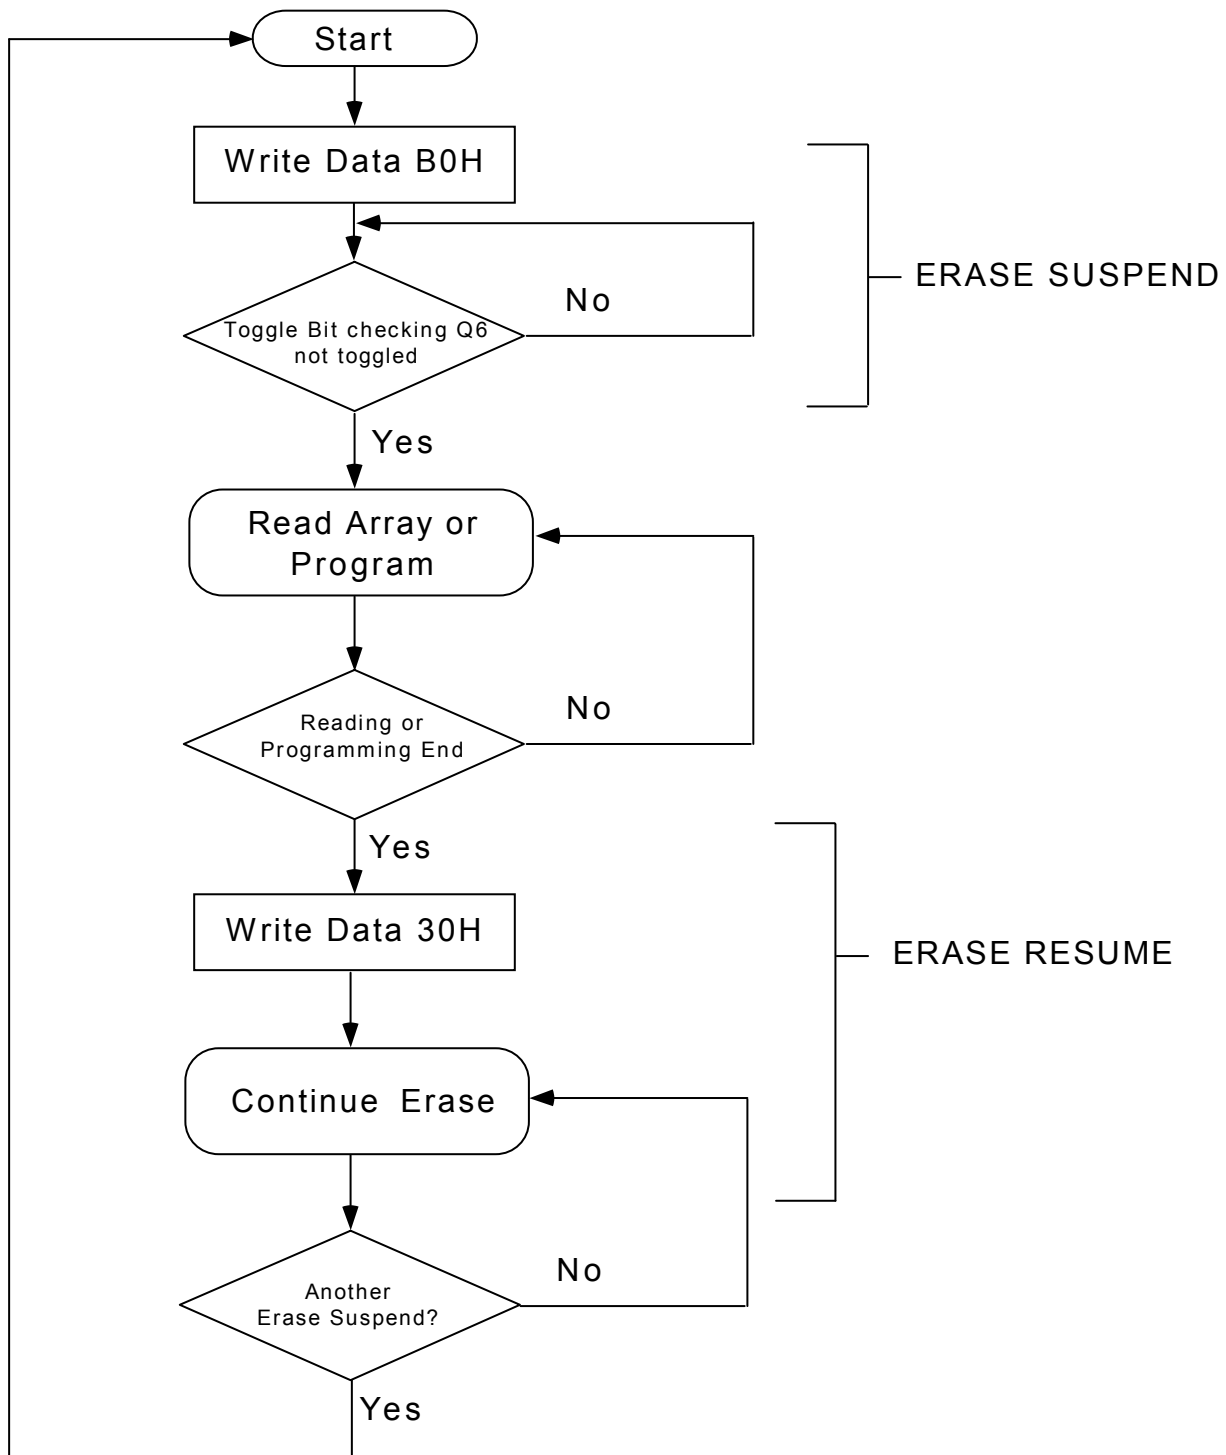 Start
Write Data B0H
ERASE SUSPEND
No
Toggle Bit checking Q6
not toggled
Yes
Read Array or
Program
No
Reading or
Programming End
Yes
Write Data 30H
ERASE RESUME
Continue Erase
No
Another
Erase Suspend?
Yes